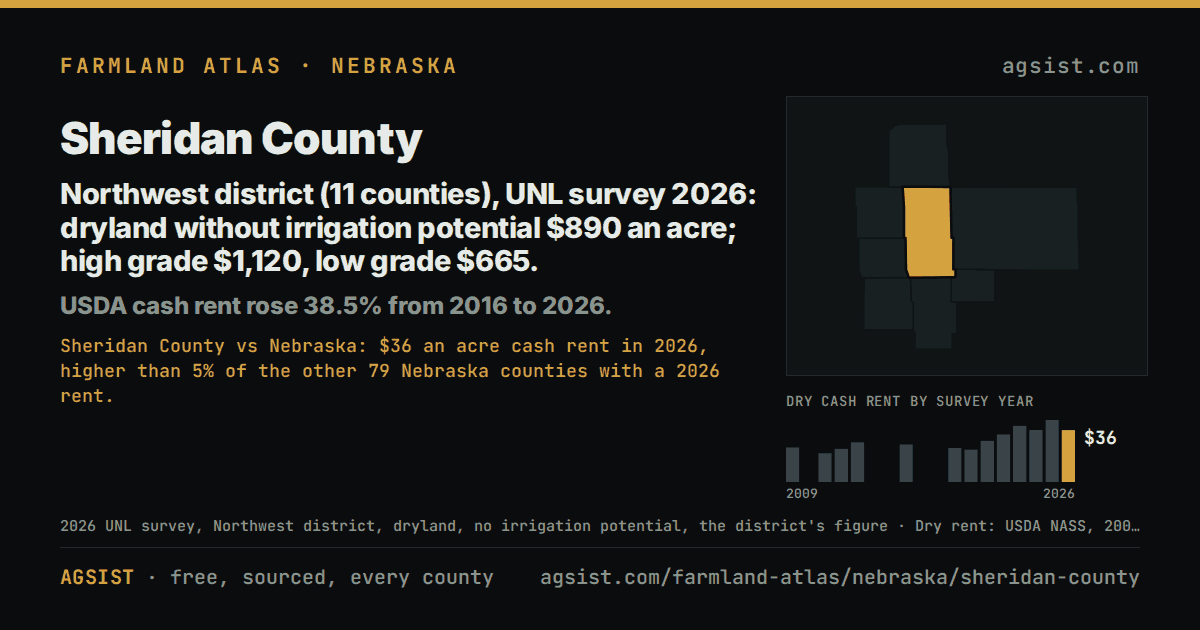 FARMLAND ATLAS · NEBRASKA
agsist.com
Sheridan County
Northwest district (11 counties), UNL survey 2026:
dryland without irrigation potential $890 an acre;
high grade $1,120, low grade $665.
USDA cash rent rose 38.5% from 2016 to 2026.
Sheridan County vs Nebraska: $36 an acre cash rent in 2026,
higher than 5% of the other 79 Nebraska counties with a 2026
rent.
DRY CASH RENT BY SURVEY YEAR
$36
2009
2026
2026 UNL survey, Northwest district, dryland, no irrigation potential, the district's figure · Dry rent: USDA NASS, 200…
AGSIST · free, sourced, every county
agsist.com/farmland-atlas/nebraska/sheridan-county